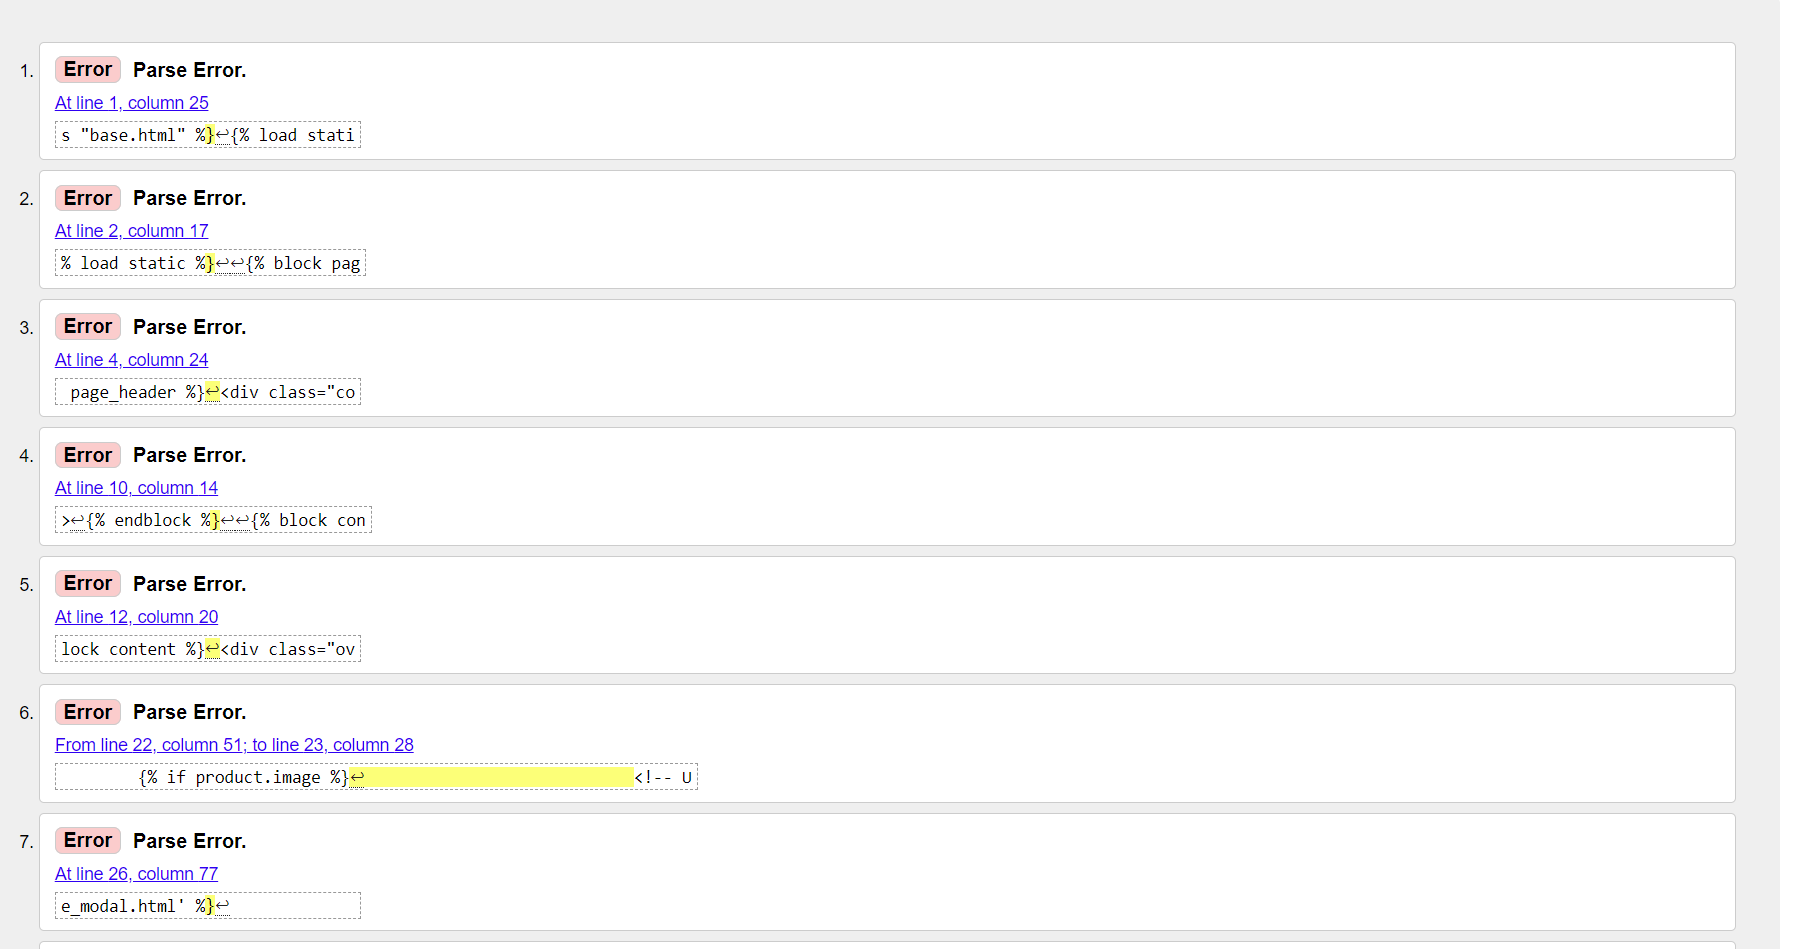 1. Error Parse Error.
At line 1, column 25
s "base.html" %}↩{% load stati
2. Error Parse Error.
At line 2, column 17
% load static %}↩↩{% block pag
3. Error Parse Error.
At line 4, column 24
page_header %}↩<div class="co
4. Error Parse Error.
At line 10, column 14
>↩{% endblock %}↩↩{% block con
5. Error Parse Error.
At line 12, column 20
lock content %}↩<div class="ov
6. Error Parse Error.
From line 22, column 51; to line 23, column 28
{% if product.image %}↩ <!-- U
7. Error Parse Error.
At line 26, column 77
e_modal.html' %}↩